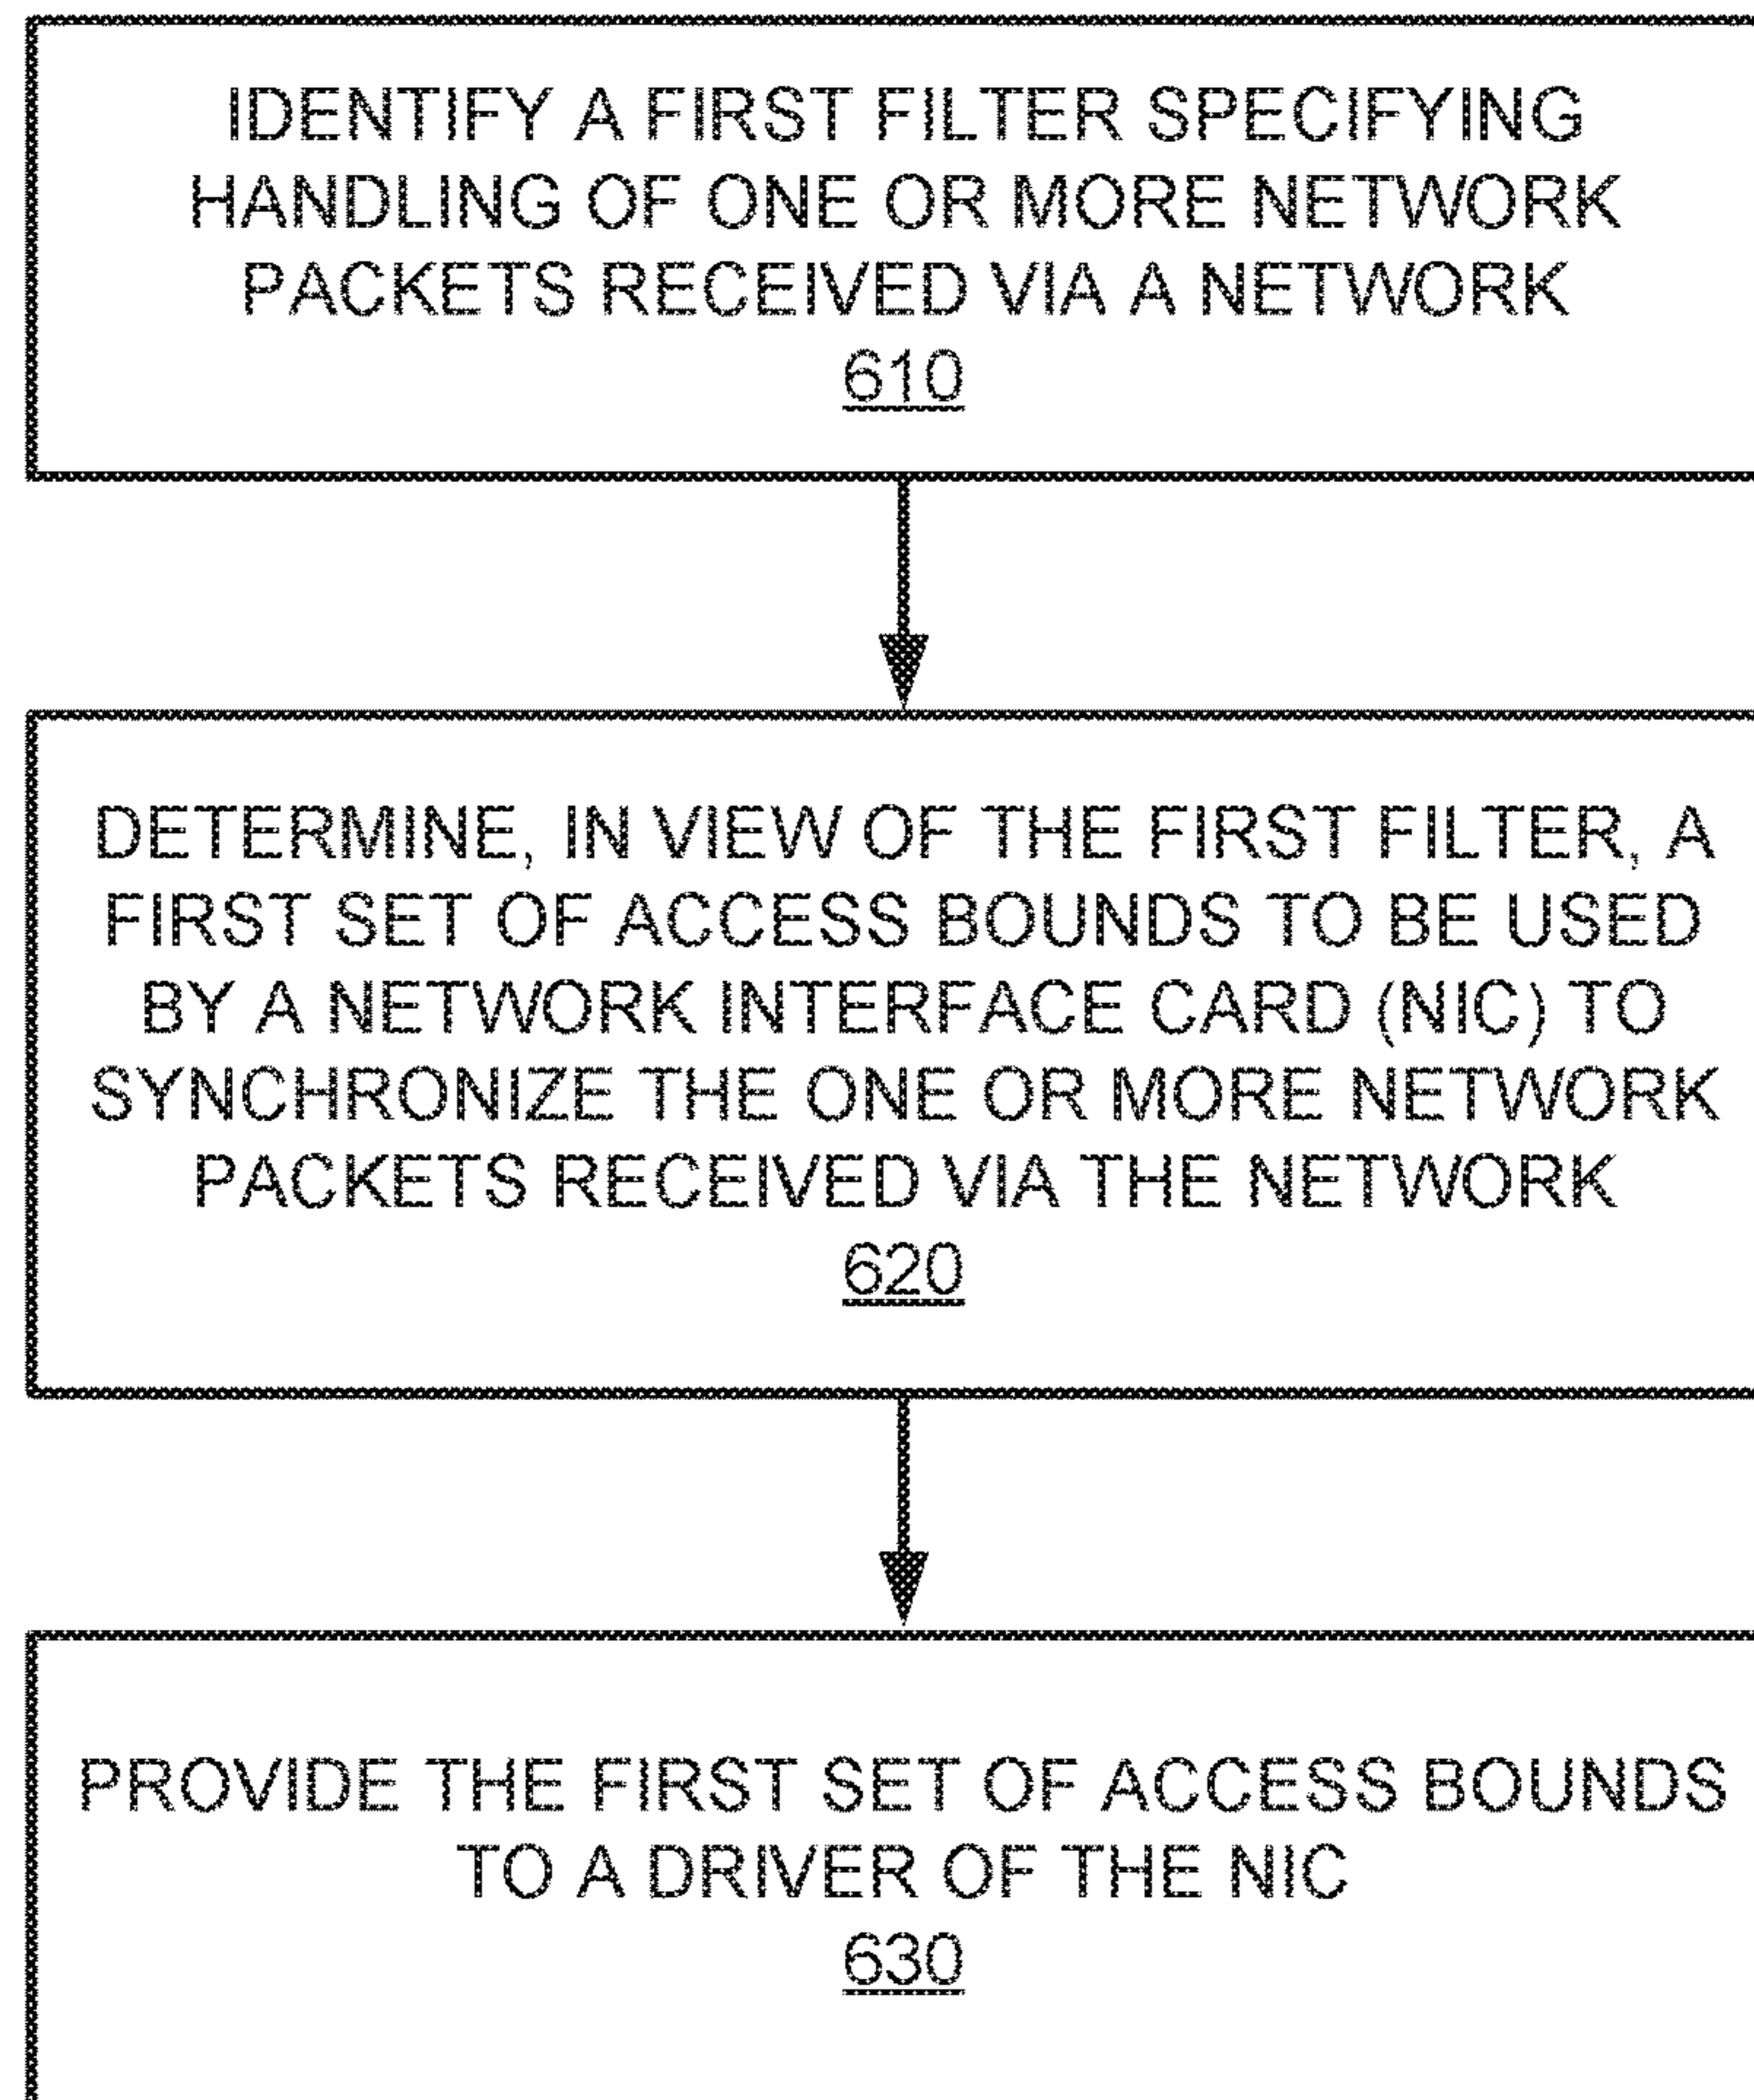 IDENTIFY A FIRST FILTER SPECIFYING
HANDLING OF ONE OR MORE NETWORK
PACKETS RECEIVED VIA A NETWORK
610
DETERMINE, IN VIEW OF THE FIRST FILTER, A
FIRST SET OF ACCESS BOUNDS TO BE USED
BY A NETWORK INTERFACE CARD (NIC) TO
SYNCHRONIZE THE ONE OR MORE NETWORK
PACKETS RECEIVED VIA THE NETWORK
620
PROVIDE THE FIRST SET OF ACCESS BOUNDS
TO A DRIVER OF THE NIC
630